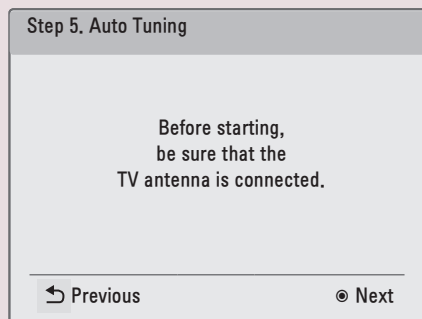 Step 5. Auto Tuning
Before starting,
be sure that the
TV antenna is connected.
Previous Next